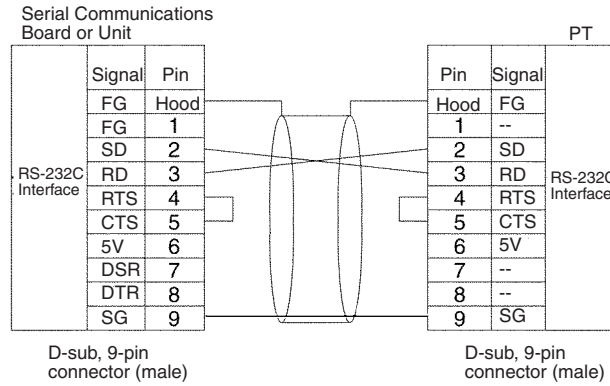 Serial Communications
Board or Unit
PT
Signal Pin Pin Signal
FG Hood Hood FG
FG 1 1 --
SD 2 2 SD
RS-232C RD 3 3 RD RS-232C
Interface RTS 4 4 RTS Interface
CTS 5 5 CTS
5V 6 6 5V
DSR 7 7 --
DTR 8 8 --
SG 9 9 SG
D-sub, 9-pin D-sub, 9-pin
connector (male) connector (male)